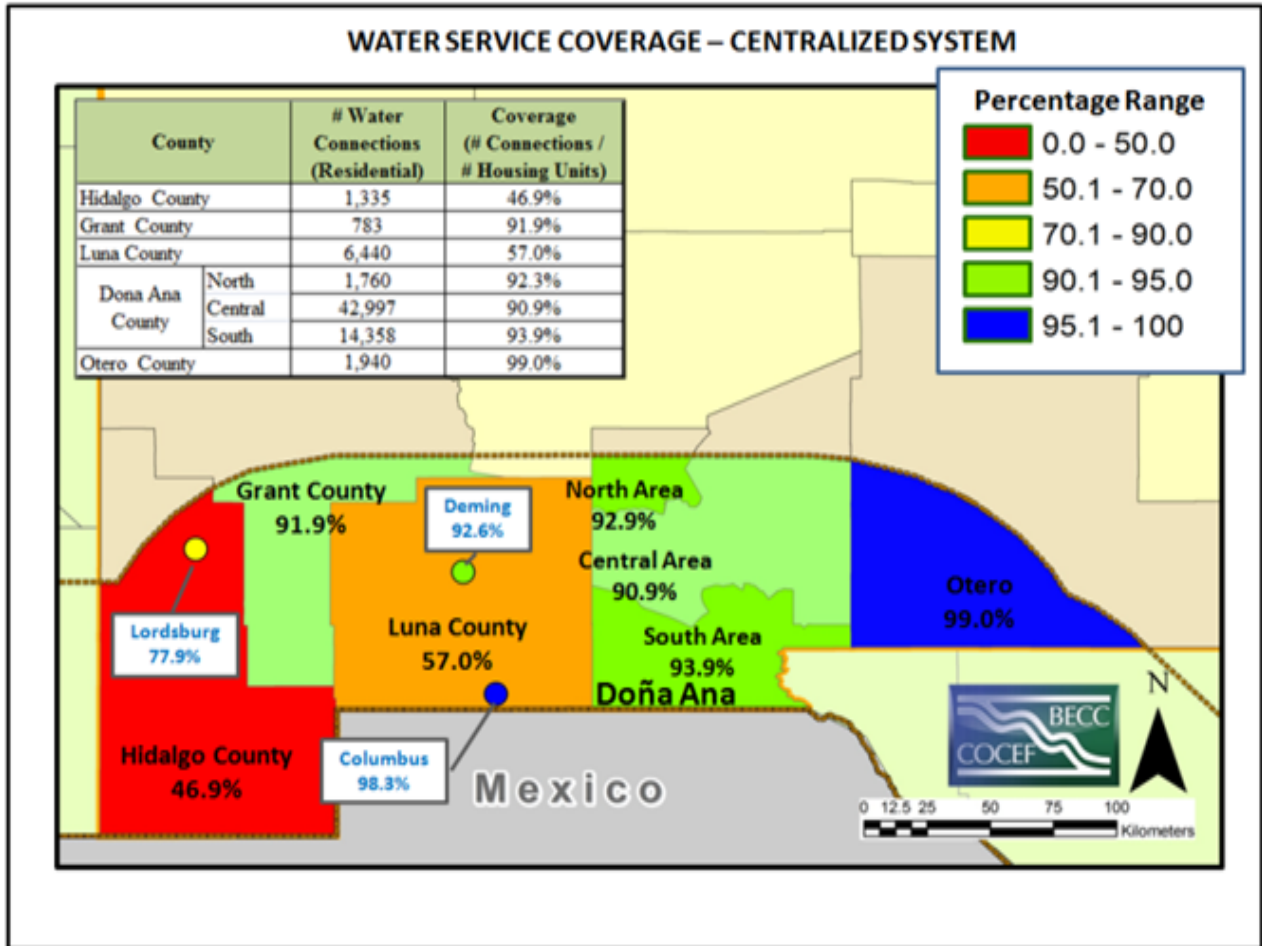 WATER SERVICE COVERAGE – CENTRALIZED SYSTEM
County
# Water
Connections
(Residential)
Coverage
(# Connections /
# Housing Units)
Hidalgo County 1,335 46.9%
Grant County 783 91.9%
Luna County 6,440 57.0%
Dona Ana
County
North 1,760 92.3%
Central 42,997 90.9%
South 14,358 93.9%
Otero County 1,940 99.0%
Percentage Range
0.0 - 50.0
50.1 - 70.0
70.1 - 90.0
90.1 - 95.0
95.1 - 100
Grant County
91.9%
Deming
92.6%
North Area
92.9%
Central Area
90.9%
Otero
99.0%
Lordsburg
77.9%
Luna County
57.0%
South Area
93.9%
Doña Ana
Hidalgo County
46.9%
Columbus
98.3%
Mexico
N
BECC
COCEF
0 12.5 25 50 75 100
Kilometers